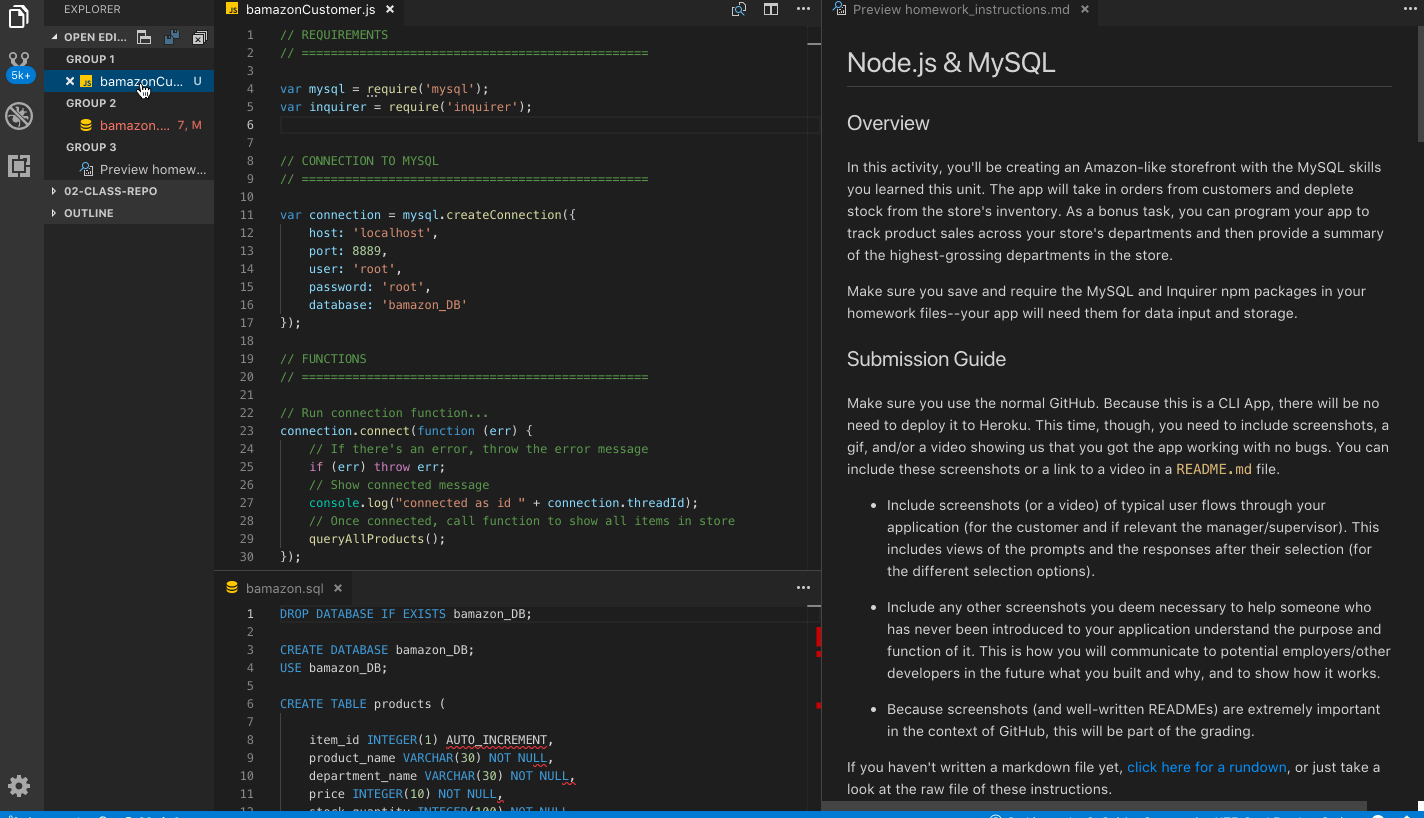 EXPLORER
OPEN EDI...
GROUP 1
bamazonCu... U
GROUP 2
bamazon.... 7, M
GROUP 3
Preview homew...
02-CLASS-REPO
OUTLINE
5k+
bamazonCustomer.js
1 // REQUIREMENTS
2 // ================================================
3
4 var mysql = require('mysql');
5 var inquirer = require('inquirer');
6
7
8 // CONNECTION TO MYSQL
9 // ================================================
10
11 var connection = mysql.createConnection({
12 host: 'localhost',
13 port: 8889,
14 user: 'root',
15 password: 'root',
16 database: 'bamazon_DB'
17 });
18
19 // FUNCTIONS
20 // ================================================
21
22 // Run connection function...
23 connection.connect(function (err) {
24 // If there's an error, throw the error message
25 if (err) throw err;
26 // Show connected message
27 console.log("connected as id " + connection.threadId);
28 // Once connected, call function to show all items in store
29 queryAllProducts();
30 });
bamazon.sql
1 DROP DATABASE IF EXISTS bamazon_DB;
2
3 CREATE DATABASE bamazon_DB;
4 USE bamazon_DB;
5
6 CREATE TABLE products (
7
8 item_id INTEGER(1) AUTO_INCREMENT,
9 product_name VARCHAR(30) NOT NULL,
10 department_name VARCHAR(30) NOT NULL,
11 price INTEGER(10) NOT NULL,
12 stock_quantity INTEGER(100) NOT NULL
Preview homework_instructions.md
Node.js & MySQL
Overview
In this activity, you'll be creating an Amazon-like storefront with the MySQL skills
you learned this unit. The app will take in orders from customers and deplete
stock from the store's inventory. As a bonus task, you can program your app to
track product sales across your store's departments and then provide a summary
of the highest-grossing departments in the store.
Make sure you save and require the MySQL and Inquirer npm packages in your
homework files--your app will need them for data input and storage.
Submission Guide
Make sure you use the normal GitHub. Because this is a CLI App, there will be no
need to deploy it to Heroku. This time, though, you need to include screenshots, a
gif, and/or a video showing us that you got the app working with no bugs. You can
include these screenshots or a link to a video in a README.md file.
• Include screenshots (or a video) of typical user flows through your
application (for the customer and if relevant the manager/supervisor). This
includes views of the prompts and the responses after their selection (for
the different selection options).
• Include any other screenshots you deem necessary to help someone who
has never been introduced to your application understand the purpose and
function of it. This is how you will communicate to potential employers/other
developers in the future what you built and why, and to show how it works.
• Because screenshots (and well-written READMEs) are extremely important
in the context of GitHub, this will be part of the grading.
If you haven't written a markdown file yet, click here for a rundown, or just take a
look at the raw file of these instructions.